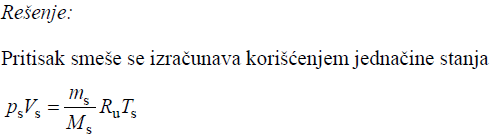 Rešenje:
Pritisak smeše se izračunava korišćenjem jednačine stanja
pₛVₛ = mₛ/Mₛ RᵤTₛ